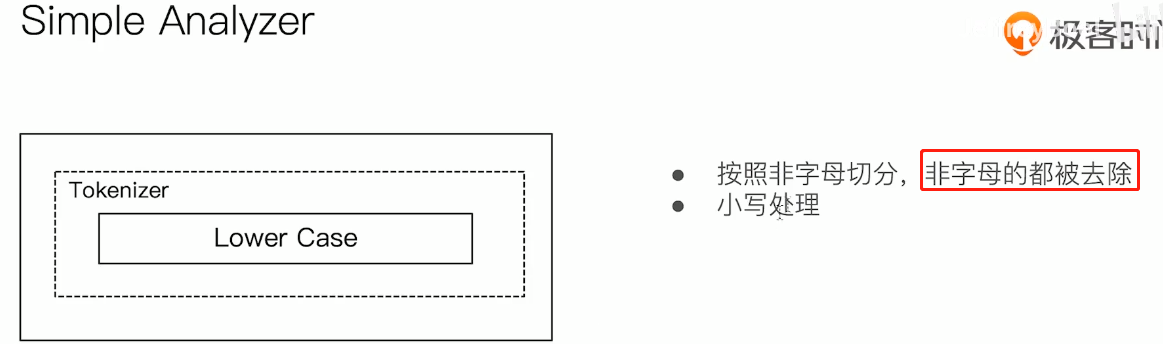 Simple Analyzer
极客时
Tokenizer
Lower Case
按照非字母切分，非字母的都被去除
小写处理